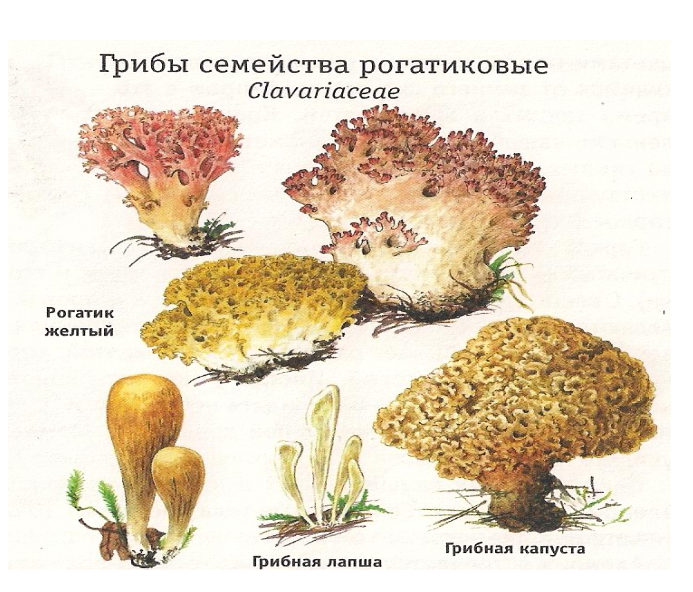 Грибы семейства рогатиковые
Clavariaceae
Рогатик
желтый
Грибная лапша
Грибная капуста